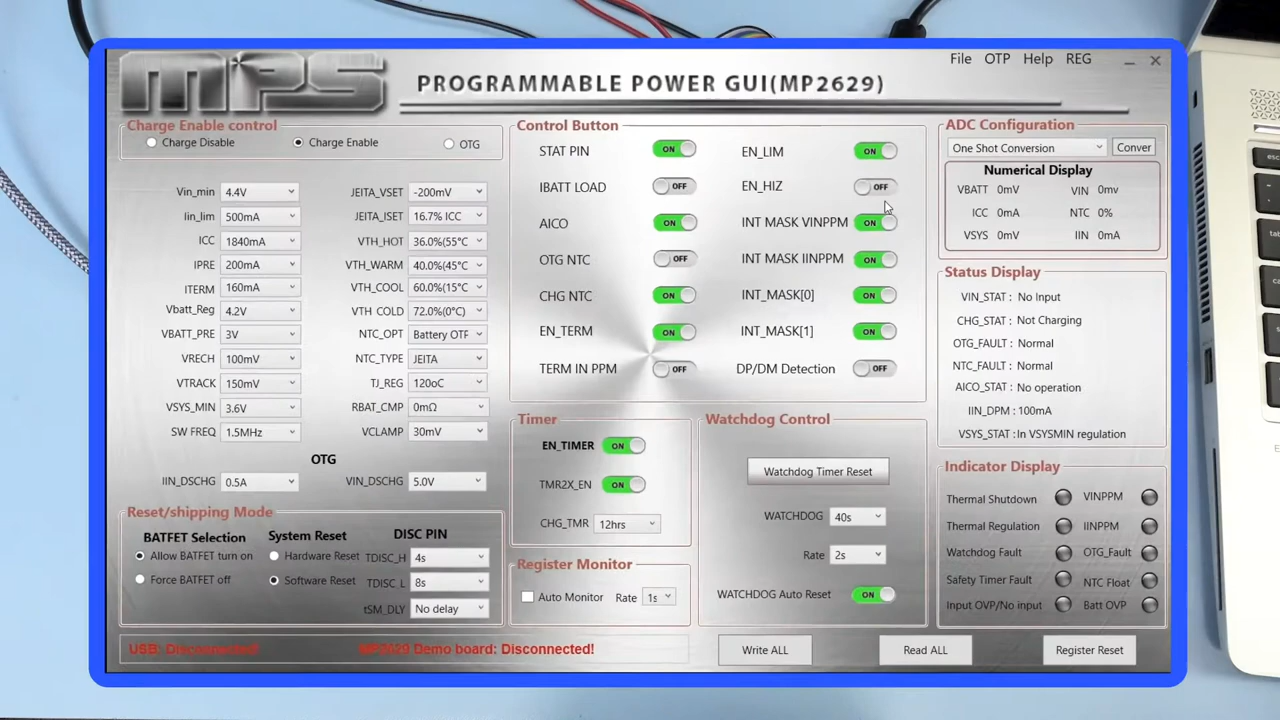 MPS
PROGRAMMABLE POWER GUI(MP2629)
File OTP Help REG
Charge Enable control
Charge Disable Charge Enable OTG
Vin_min 4.4V JEITA_VSET -200mV
Iin_lim 500mA JEITA_ISET 16.7% ICC
ICC 1840mA VTH_HOT 36.0%(55°C
IPRE 200mA VTH_WARM 40.0%(45°C
ITERM 160mA VTH_COOL 60.0%(15°C
Vbatt_Reg 4.2V VTH COLD 72.0%(0°C)
VBATT_PRE 3V NTC_OPT Battery OTF
VRECH 100mV NTC_TYPE JEITA
VTRACK 150mV TJ_REG 120oC
VSYS_MIN 3.6V RBAT_CMP 0mΩ
SW FREQ 1.5MHz VCLAMP 30mV
OTG
IIN_DSCHG 0.5A VIN_DSCHG 5.0V
Reset/shipping Mode
BATFET Selection System Reset DISC PIN
Allow BATFET turn on Hardware Reset TDISC_H 4s
Force BATFET off Software Reset TDISC_L 8s
tSM_DLY No delay
Control Button
STAT PIN ON EN_LIM ON
IBATT LOAD OFF EN_HIZ OFF
AICO ON INT MASK VINPPM ON
OTG NTC OFF INT MASK IINPPM ON
CHG NTC ON INT_MASK[0] ON
EN_TERM ON INT_MASK[1] ON
TERM IN PPM OFF DP/DM Detection OFF
Timer
EN_TIMER ON
TMR2X_EN ON
CHG_TMR 12hrs
Register Monitor
Auto Monitor Rate 1s
Watchdog Control
Watchdog Timer Reset
WATCHDOG 40s
Rate 2s
WATCHDOG Auto Reset ON
ADC Configuration
One Shot Conversion Conver
Numerical Display
VBATT 0mV VIN 0mv
ICC 0mA NTC 0%
VSYS 0mV IIN 0mA
Status Display
VIN_STAT : No Input
CHG_STAT : Not Charging
OTG_FAULT : Normal
NTC_FAULT : Normal
AICO_STAT : No operation
IIN_DPM : 100mA
VSYS_STAT : In VSYSMIN regulation
Indicator Display
Thermal Shutdown VINPPM
Thermal Regulation IINPPM
Watchdog Fault OTG_Fault
Safety Timer Fault NTC Float
Input OVP/No input Batt OVP
USB: Disconnected! MP2629 Demo board: Disconnected!
Write ALL Read ALL Register Reset